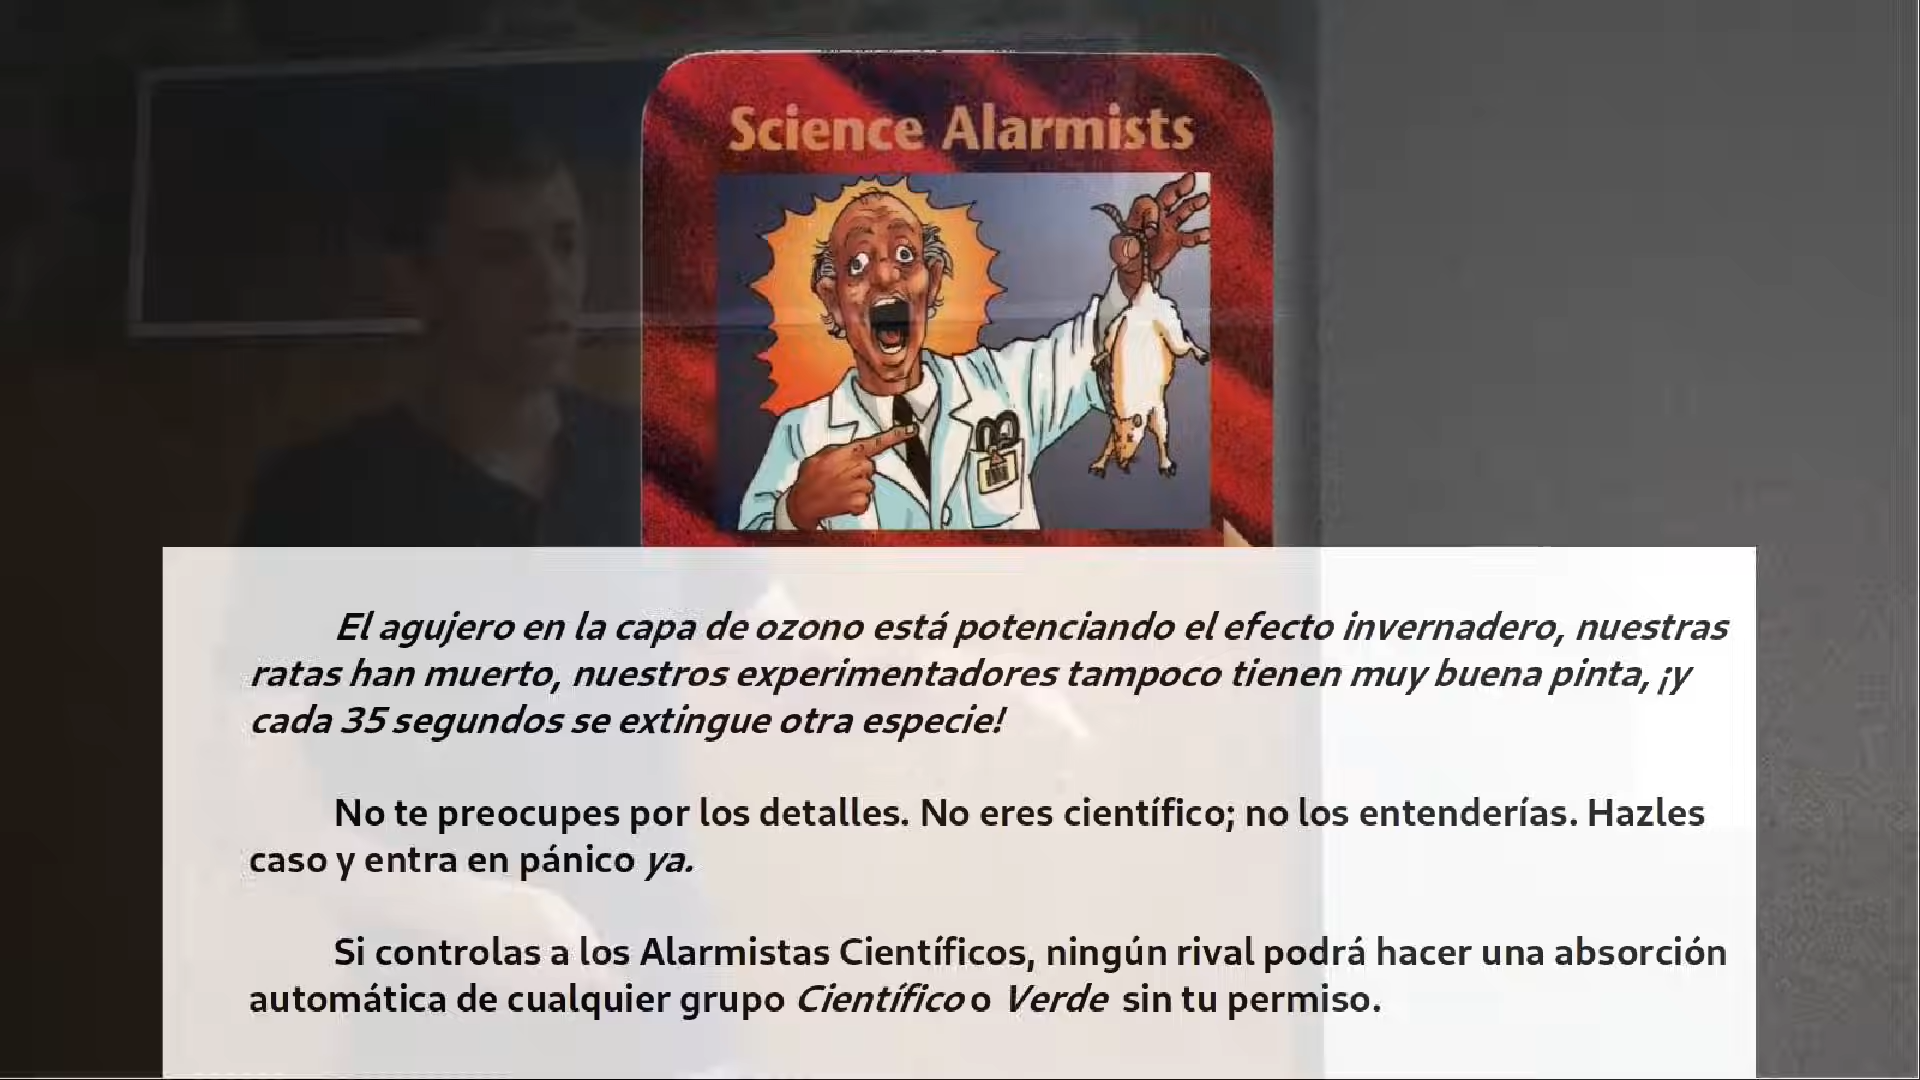 Science Alarmists
El agujero en la capa de ozono está potenciando el efecto invernadero, nuestras
ratas han muerto, nuestros experimentadores tampoco tienen muy buena pinta, ¡y
cada 35 segundos se extingue otra especie!
No te preocupes por los detalles. No eres científico; no los entenderías. Hazles
caso y entra en pánico ya.
Si controlas a los Alarmistas Científicos, ningún rival podrá hacer una absorción
automática de cualquier grupo Científico o Verde sin tu permiso.